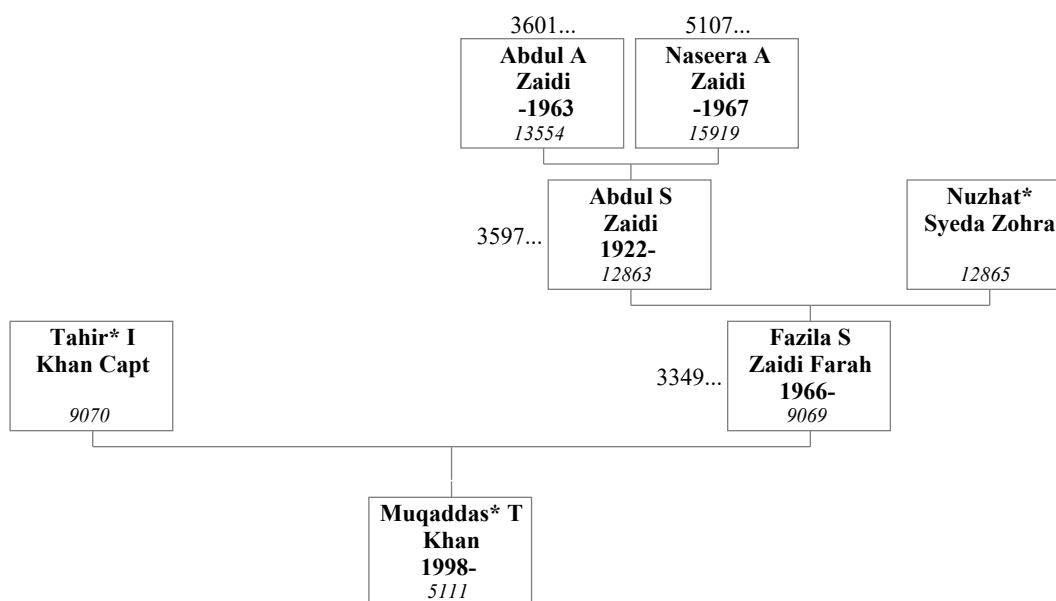 3601...
5107...
Abdul A
Zaidi
-1963
13554
Naseera A
Zaidi
-1967
15919
3597...
Abdul S
Zaidi
1922-
12863
Nuzhat*
Syeda Zohra
12865
Tahir* I
Khan Capt
9070
3349...
Fazila S
Zaidi Farah
1966-
9069
Muqaddas* T
Khan
1998-
5111